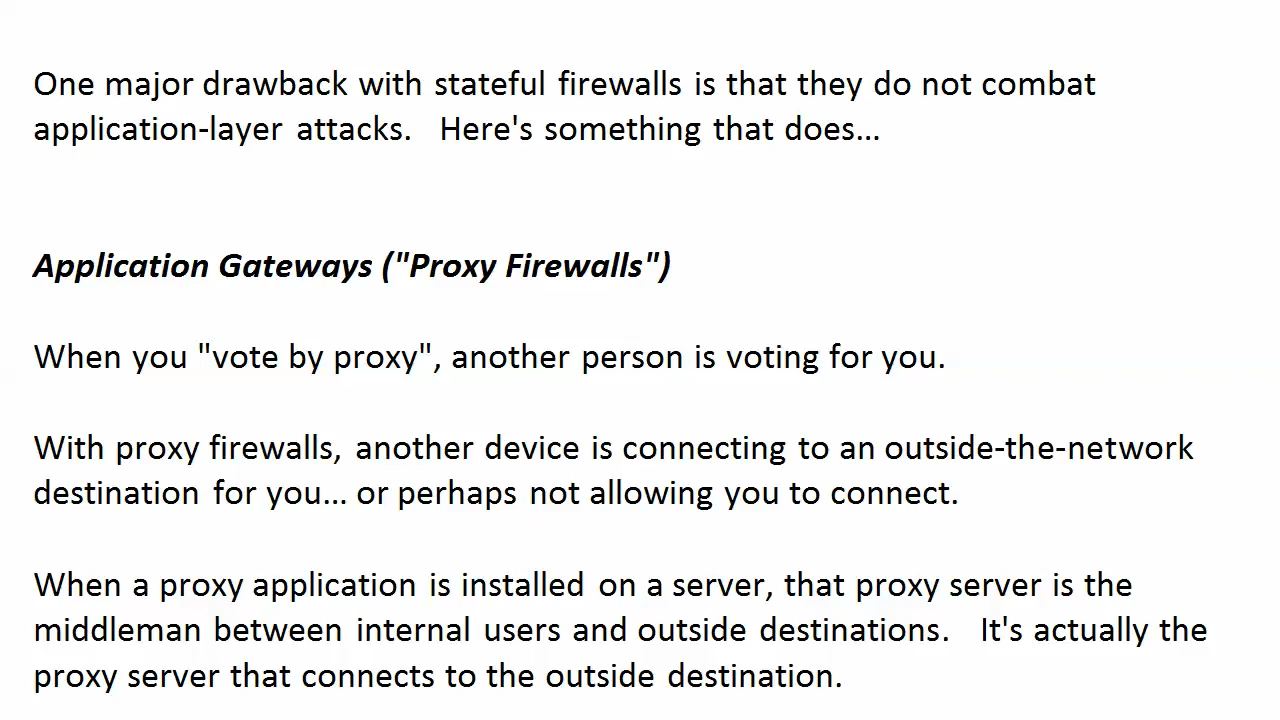 One major drawback with stateful firewalls is that they do not combat
application-layer attacks.   Here's something that does...
Application Gateways ("Proxy Firewalls")
When you "vote by proxy", another person is voting for you.
With proxy firewalls, another device is connecting to an outside-the-network
destination for you... or perhaps not allowing you to connect.
When a proxy application is installed on a server, that proxy server is the
middleman between internal users and outside destinations.   It's actually the
proxy server that connects to the outside destination.